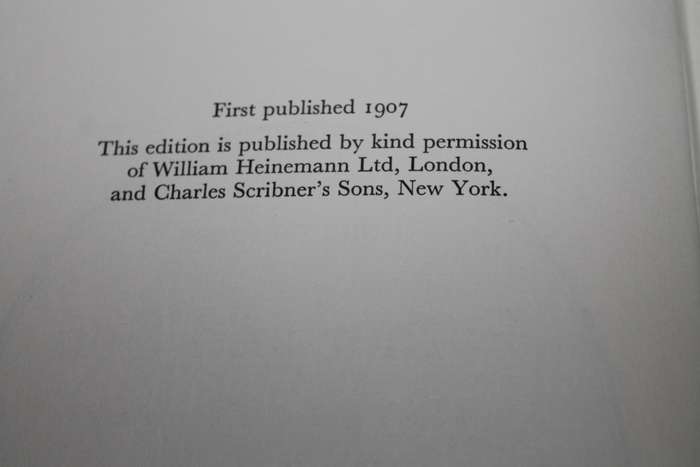 First published 1907
This edition is published by kind permission
of William Heinemann Ltd, London,
and Charles Scribner's Sons, New York.